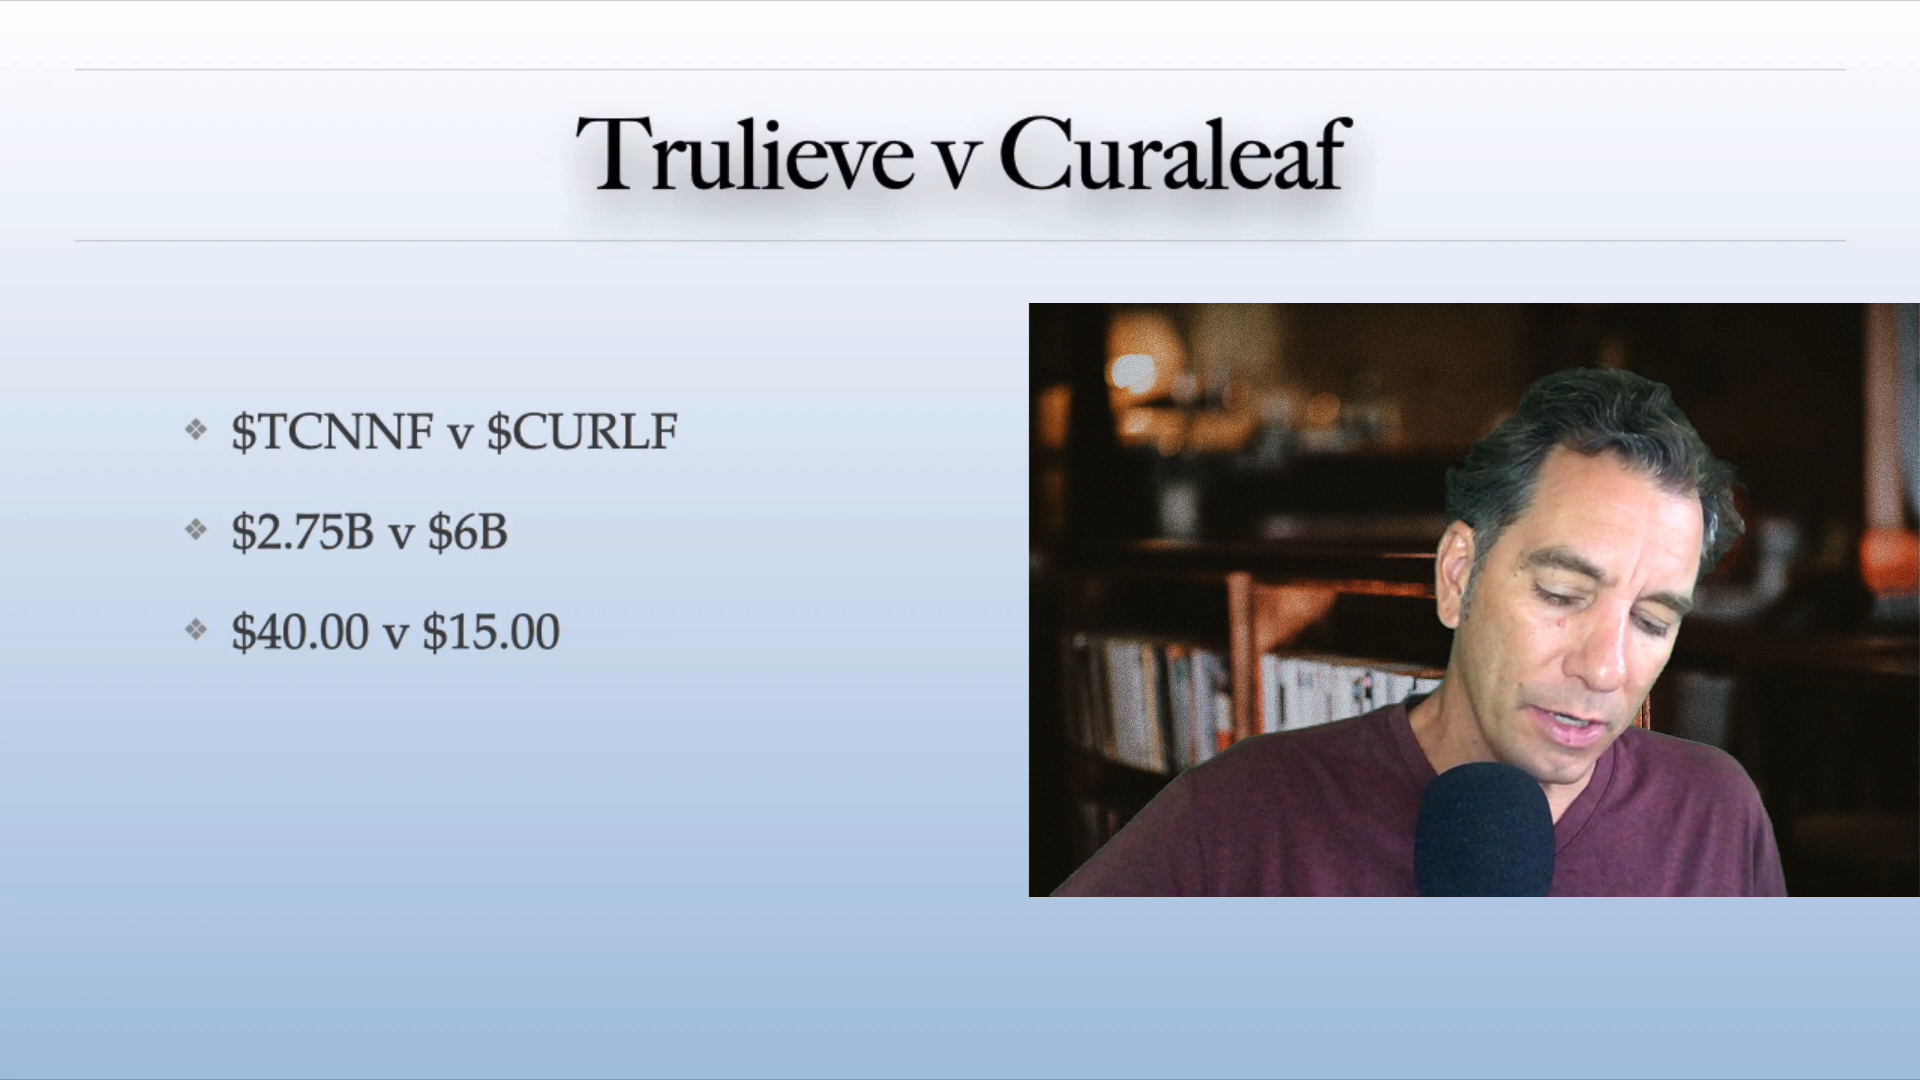 Trulieve v Curaleaf
$TCNNF v $CURLF
$2.75B v $6B
$40.00 v $15.00